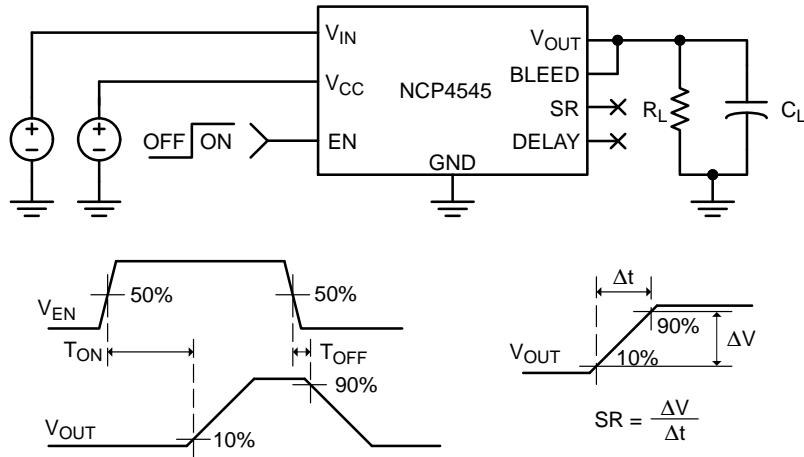 V_IN
V_OUT
BLEED
V_CC
NCP4545
SR
R_L
C_L
OFF ON
EN
DELAY
GND
+
−
+
−
V_EN
50%
50%
T_ON
T_OFF
90%
V_OUT
10%
Δt
90%
ΔV
V_OUT
10%
SR = ΔV / Δt